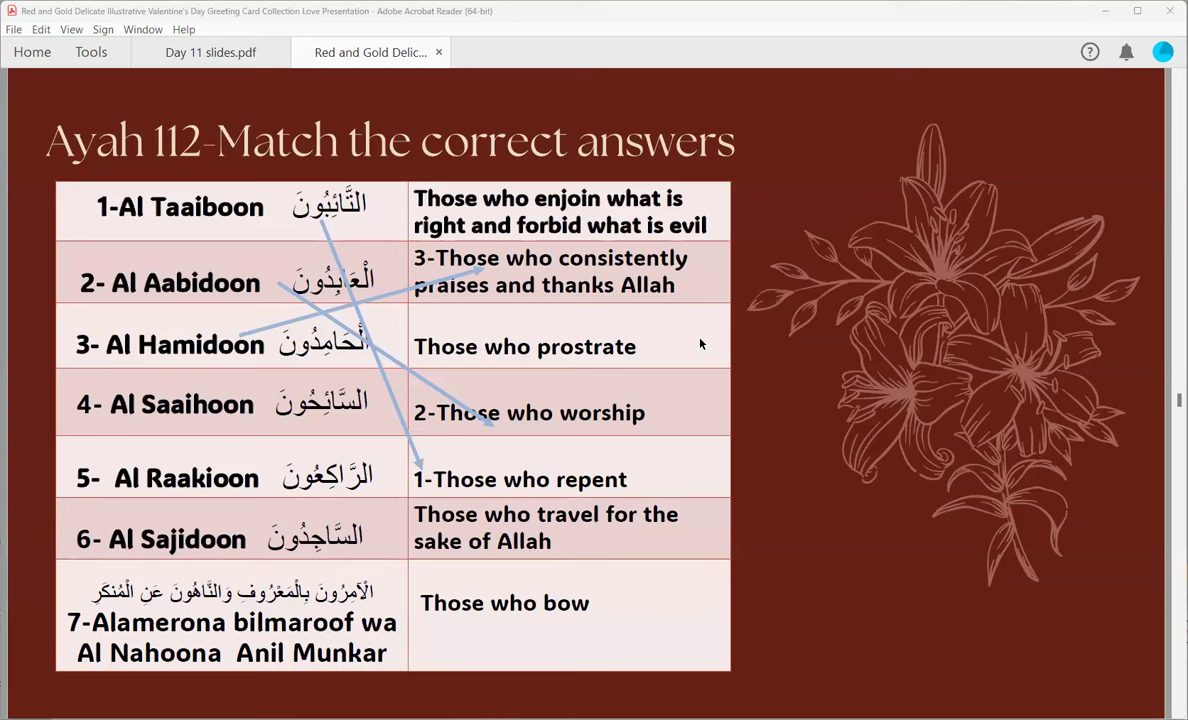 Red and Gold Delicate Illustrative Valentine's Day Greeting Card Collection Love Presentation - Adobe Acrobat Reader (64-bit)
File Edit View Sign Window Help
Home Tools Day 11 slides.pdf Red and Gold Delic... ×
Ayah 112-Match the correct answers
1-Al Taaiboon التَّائِبُونَ
Those who enjoin what is
right and forbid what is evil
2- Al Aabidoon الْعَابِدُونَ
3-Those who consistently
praises and thanks Allah
3- Al Hamidoon الْحَامِدُونَ
Those who prostrate
4- Al Saaihoon السَّائِحُونَ
2-Those who worship
5- Al Raakioon الرَّاكِعُونَ
1-Those who repent
6- Al Sajidoon السَّاجِدُونَ
Those who travel for the
sake of Allah
الْآمِرُونَ بِالْمَعْرُوفِ وَالنَّاهُونَ عَنِ الْمُنكَرِ
7-Alamerona bilmaroof wa
Al Nahoona Anil Munkar
Those who bow